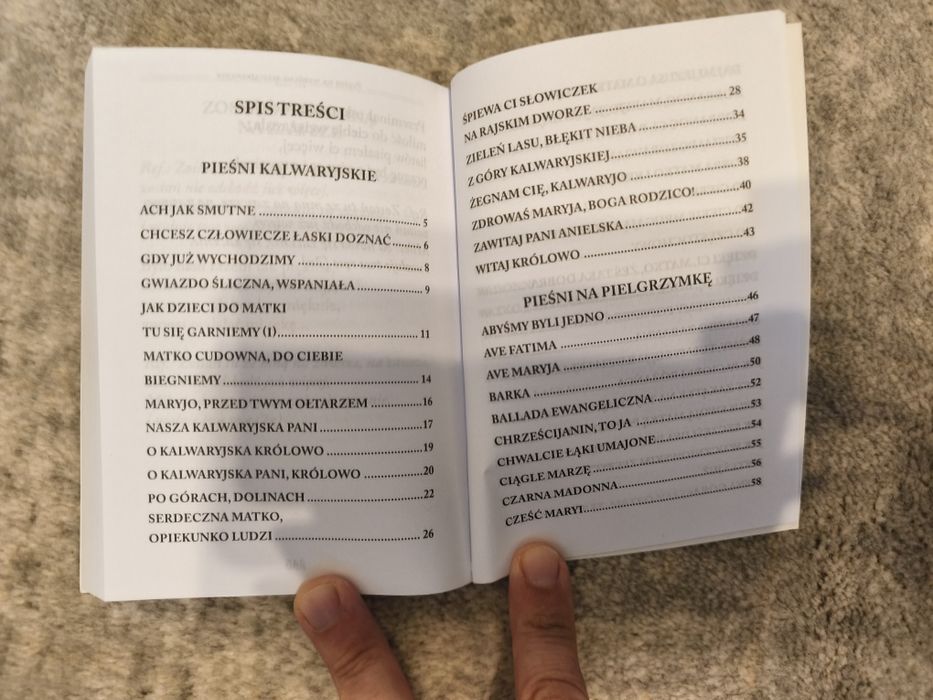 SPIS TREŚCI
PIEŚNI KALWARYJSKIE
ACH JAK SMUTNE ........ 5
CHCESZ CZŁOWIECZE ŁASKI DOZNAĆ ........ 6
GDY JUŻ WYCHODZIMY ........ 8
GWIAZDO ŚLICZNA, WSPANIAŁA ........ 9
JAK DZIECI DO MATKI
TU SIĘ GARNIEMY (I) ........ 11
MATKO CUDOWNA, DO CIEBIE
BIEGNIEMY ........ 14
MARYJO, PRZED TWYM OŁTARZEM ........ 16
NASZA KALWARYJSKA PANI ........ 17
O KALWARYJSKA KRÓLOWO ........ 19
O KALWARYJSKA PANI, KRÓLOWO ........ 20
PO GÓRACH, DOLINACH ........ 22
SERDECZNA MATKO,
OPIEKUNKO LUDZI ........ 26
ŚPIEWA CI SŁOWICZEK
NA RAJSKIM DWORZE ........ 28
ZIELEŃ LASU, BŁĘKIT NIEBA ........ 34
Z GÓRY KALWARYJSKIEJ ........ 35
ŻEGNAM CIĘ, KALWARYJO ........ 38
ZDROWAŚ MARYJA, BOGA RODZICO! ........ 40
ZAWITAJ PANI ANIELSKA ........ 42
WITAJ KRÓLOWO ........ 43
PIEŚNI NA PIELGRZYMKĘ
ABYŚMY BYLI JEDNO ........ 46
AVE FATIMA ........ 47
AVE MARYJA ........ 48
BARKA ........ 50
BALLADA EWANGELICZNA ........ 52
CHRZEŚCIJANIN, TO JA ........ 53
CHWALCIE ŁĄKI UMAJONE ........ 54
CIĄGLE MARZĘ ........ 55
CZARNA MADONNA ........ 56
CZEŚĆ MARYI ........ 58